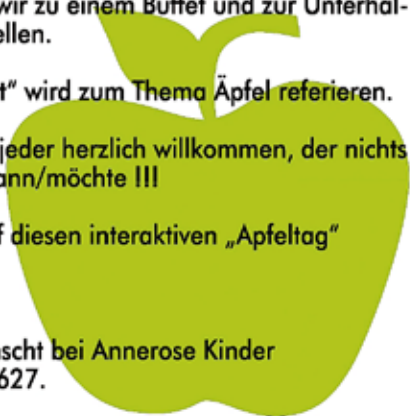 wir zu einem Buffet und zur Unterhal-
ellen.
t“ wird zum Thema Äpfel referieren.
jeder herzlich willkommen, der nichts
ann/möchte !!!
f diesen interaktiven „Apfeltag“
nscht bei Annerose Kinder
627.